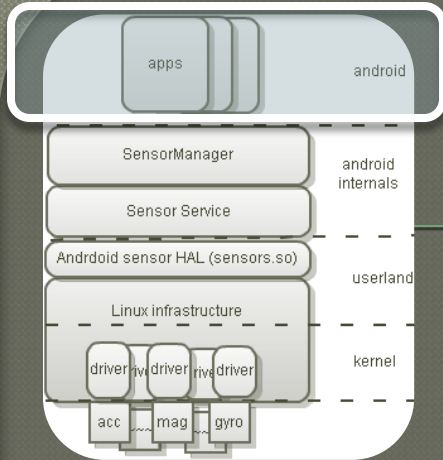 apps
android
SensorManager
android
internals
Sensor Service
Andrdoid sensor HAL (sensors.so)
userland
Linux infrastructure
kernel
driver driver driver
acc mag gyro